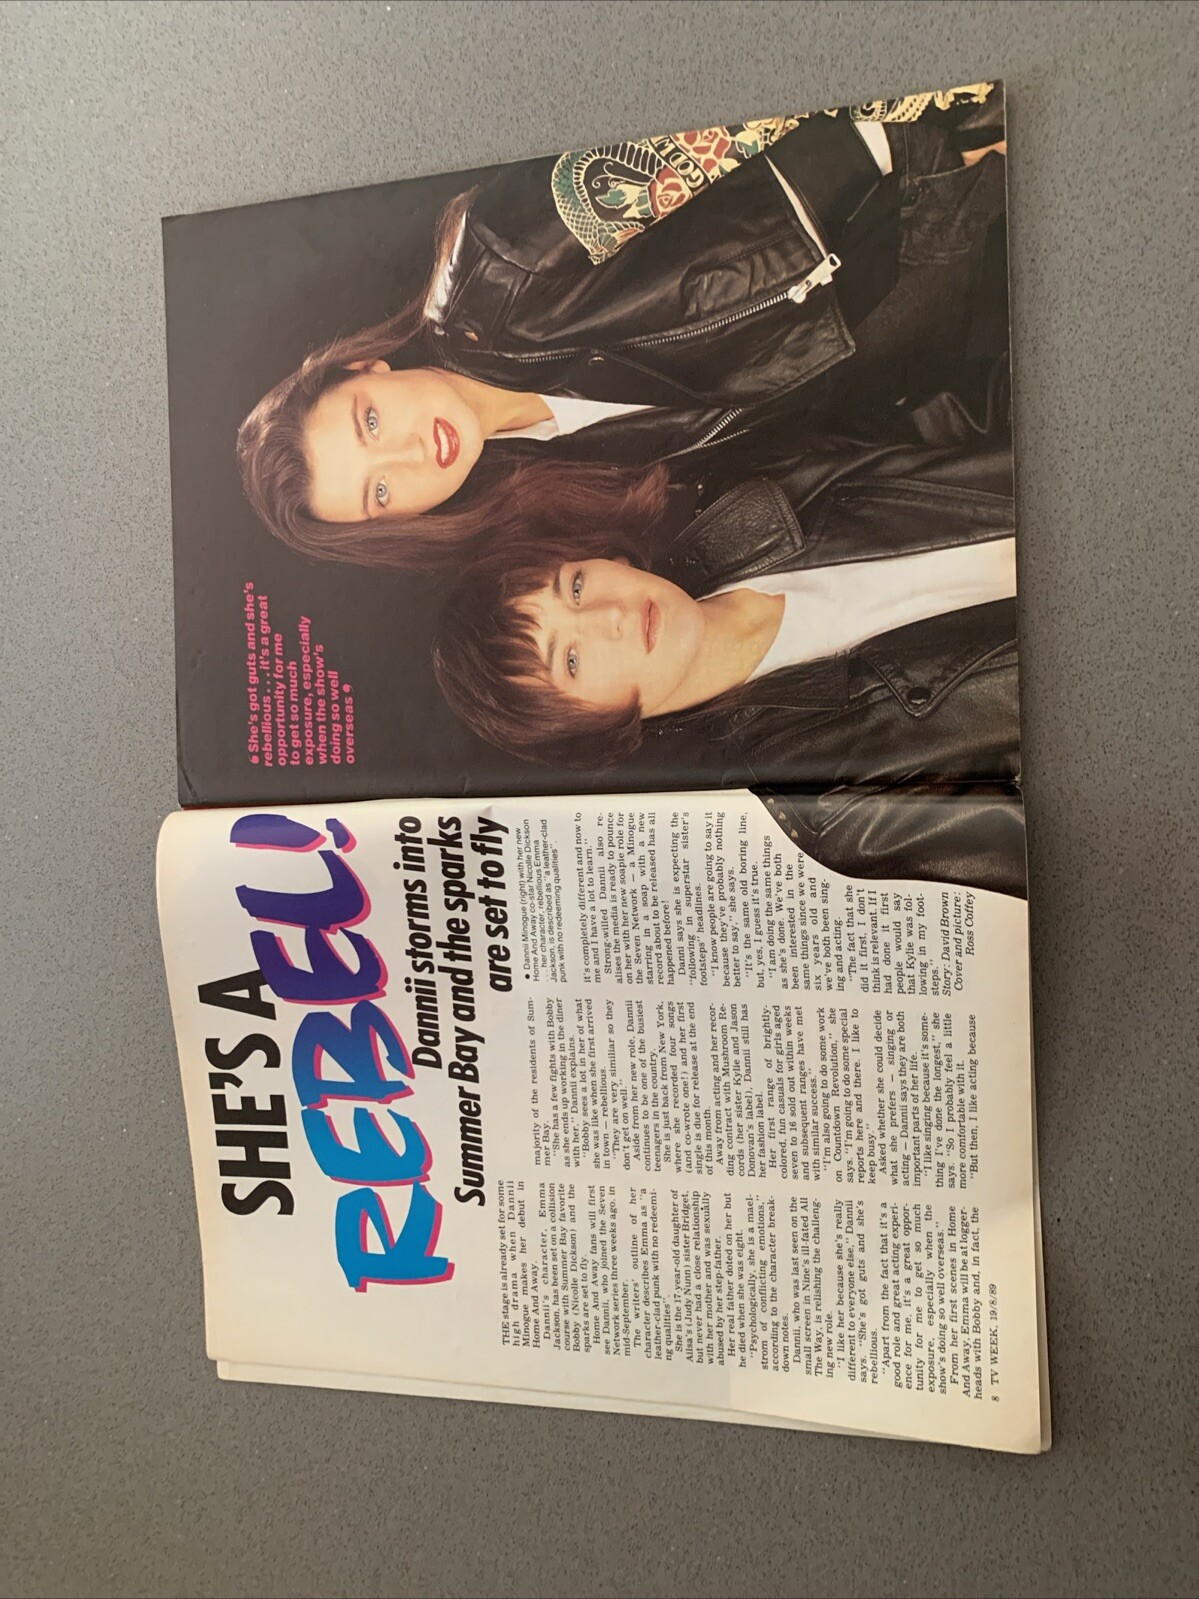 SHE'S A
REBEL!
Dannii storms into
Summer Bay and the sparks
are set to fly
THE stage is already set for some
high drama when Dannii
Minogue makes her debut in
Home And Away.
Dannii's character, Emma
Jackson, has been set on a collision
course with Summer Bay favorite
Bobby (Nicolle Dickson) and the
sparks are set to fly.
Home And Away fans will first
see Dannii, who joined the Seven
Network series three weeks ago, in
mid-September.
The writers' outline of her
character describes Emma as "a
leather-clad punk with no redeemi-
ng qualities".
She is the 17-year-old daughter of
Ailsa's (Judy Nunn) sister Bridget,
but never had a close relationship
with her mother and was sexually
abused by her step-father.
Her real father doted on her but
he died when she was eight.
"Psychologically, she is a mael-
strom of conflicting emotions,"
according to the character break-
down notes.
Dannii, who was last seen on the
small screen in Nine's ill-fated All
The Way, is relishing the challeng-
ing new role.
"I like her because she's really
different to everyone else," Dannii
says. "She's got guts and she's
rebellious.
"Apart from the fact that it's a
good role and great acting experi-
ence for me, it's a great oppor-
tunity for me to get so much
exposure, especially when the
show's doing so well overseas."
From her first scenes in Home
And Away, Emma will be at logger-
heads with Bobby and, in fact, the
majority of the residents of Sum-
mer Bay.
"She has a few fights with Bobby
as she ends up working in the diner
with her," Dannii explains.
"Bobby sees a lot in her of what
she was like when she first arrived
in town — rebellious.
"They are very similiar so they
don't get on well."
Aside from her new role, Dannii
continues to be one of the busiest
teenagers in the country.
She is just back from New York,
where she recorded four songs
(and co-wrote one!) and her first
single is due for release at the end
of this month.
Away from acting and her recor-
ding contract with Mushroom Re-
cords (her sister Kylie and Jason
Donovan's label), Dannii still has
her fashion label.
Her first range of brightly-
colored, fun casuals for girls aged
seven to 16 sold out within weeks
and subsequent ranges have met
with similar success.
"I'm also going to do some work
on Countdown Revolution," she
says. "I'm going to do some special
reports here and there. I like to
keep busy."
Asked whether she could decide
what she prefers — singing or
acting — Dannii says they are both
important parts of her life.
"I like singing because it's some-
thing I've done the longest," she
says. "So I probably feel a little
more comfortable with it.
"But then, I like acting because
● Dannii Minogue (right) with her new
Home And Away co-star Nicolle Dickson
her character, rebellious Emma
Jackson, is described as "a leather-clad
punk with no redeeming qualities"
it's completely different and new to
me and I have a lot to learn."
Strong-willed Dannii also re-
alises the media is ready to pounce
on her with her new soapie role for
the Seven Network — a Minogue
starring in a soap with a new
record about to be released has all
happened before!
Danni says she is expecting the
"following in superstar sister's
footsteps" headlines.
"I know people are going to say it
because they've probably nothing
better to say," she says.
"It's the same old boring line,
but, yes, I guess it's true.
"I am doing the same things
as she's done. We've both
been interested in the
same things since we were
six years old and
we've both been sing-
ing and acting.
"The fact that she
did it first, I don't
think is relevant. If I
had done it first
people would say
that Kylie was fol-
lowing in my foot-
steps."
Story: David Brown
Cover and picture:
Ross Coffey
8 TV WEEK, 19/8/89
❛ She's got guts and she's
rebellious . . . it's a great
opportunity for me
to get so much
exposure, especially
when the show's
doing so well
overseas ❜
GOD W